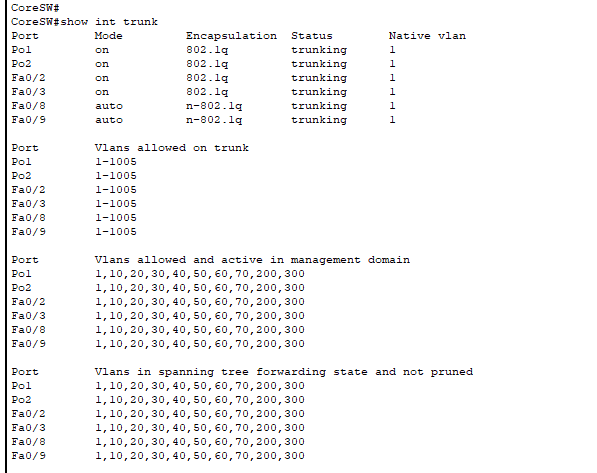 CoreSW#
CoreSW#show int trunk
Port Mode Encapsulation Status Native vlan
Po1 on 802.1q trunking 1
Po2 on 802.1q trunking 1
Fa0/2 on 802.1q trunking 1
Fa0/3 on 802.1q trunking 1
Fa0/8 auto n-802.1q trunking 1
Fa0/9 auto n-802.1q trunking 1
Port Vlans allowed on trunk
Po1 1-1005
Po2 1-1005
Fa0/2 1-1005
Fa0/3 1-1005
Fa0/8 1-1005
Fa0/9 1-1005
Port Vlans allowed and active in management domain
Po1 1,10,20,30,40,50,60,70,200,300
Po2 1,10,20,30,40,50,60,70,200,300
Fa0/2 1,10,20,30,40,50,60,70,200,300
Fa0/3 1,10,20,30,40,50,60,70,200,300
Fa0/8 1,10,20,30,40,50,60,70,200,300
Fa0/9 1,10,20,30,40,50,60,70,200,300
Port Vlans in spanning tree forwarding state and not pruned
Po1 1,10,20,30,40,50,60,70,200,300
Po2 1,10,20,30,40,50,60,70,200,300
Fa0/2 1,10,20,30,40,50,60,70,200,300
Fa0/3 1,10,20,30,40,50,60,70,200,300
Fa0/8 1,10,20,30,40,50,60,70,200,300
Fa0/9 1,10,20,30,40,50,60,70,200,300